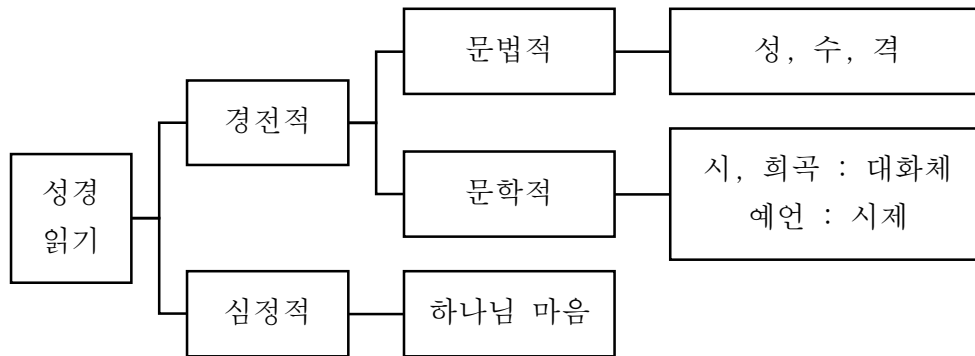 문법적
성, 수, 격
경전적
성경
읽기
문학적
시, 희곡 : 대화체
예언 : 시제
심정적
하나님 마음